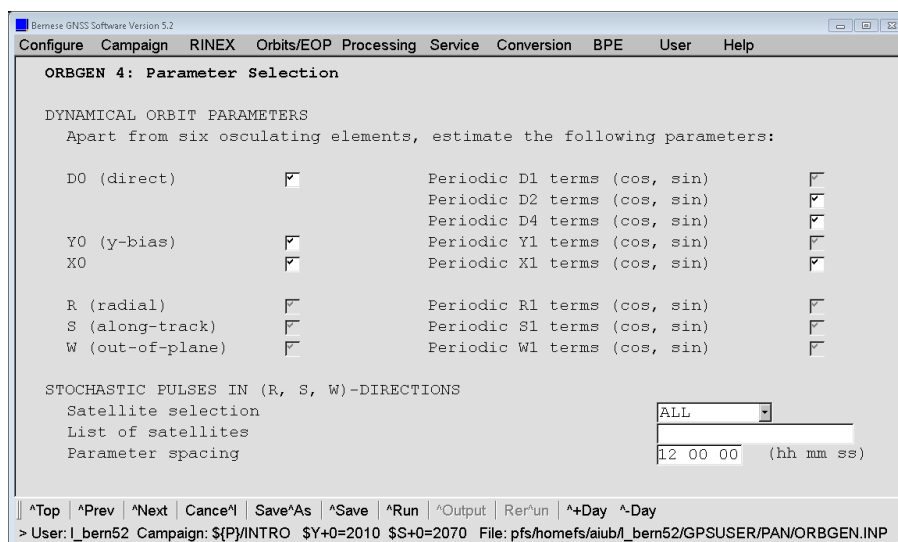 Bernese GNSS Software Version 5.2
Configure Campaign RINEX Orbits/EOP Processing Service Conversion BPE User Help
ORBGEN 4: Parameter Selection
DYNAMICAL ORBIT PARAMETERS
Apart from six osculating elements, estimate the following parameters:
D0 (direct) Periodic D1 terms (cos, sin)
Periodic D2 terms (cos, sin)
Periodic D4 terms (cos, sin)
Y0 (y-bias) Periodic Y1 terms (cos, sin)
X0 Periodic X1 terms (cos, sin)
R (radial) Periodic R1 terms (cos, sin)
S (along-track) Periodic S1 terms (cos, sin)
W (out-of-plane) Periodic W1 terms (cos, sin)
STOCHASTIC PULSES IN (R, S, W)-DIRECTIONS
Satellite selection ALL
List of satellites
Parameter spacing 12 00 00 (hh mm ss)
^Top ^Prev ^Next Cance^l Save^As ^Save ^Run ^Output Rer^un ^+Day ^-Day
> User: l_bern52 Campaign: ${P}/INTRO $Y+0=2010 $S+0=2070 File: pfs/homefs/aiub/l_bern52/GPSUSER/PAN/ORBGEN.INP